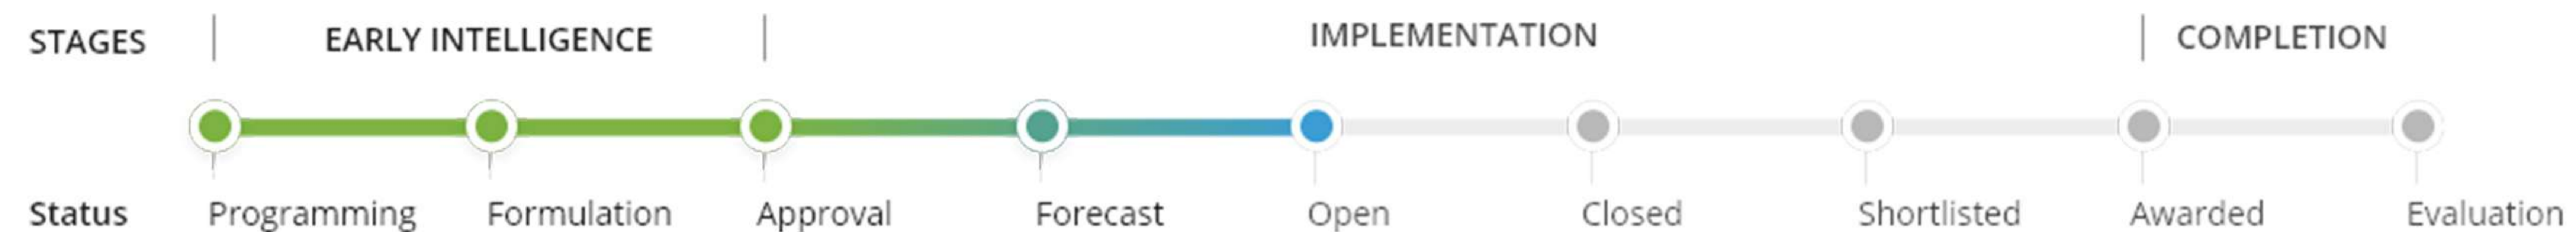 STAGES EARLY INTELLIGENCE IMPLEMENTATION COMPLETION
Status Programming Formulation Approval Forecast Open Closed Shortlisted Awarded Evaluation